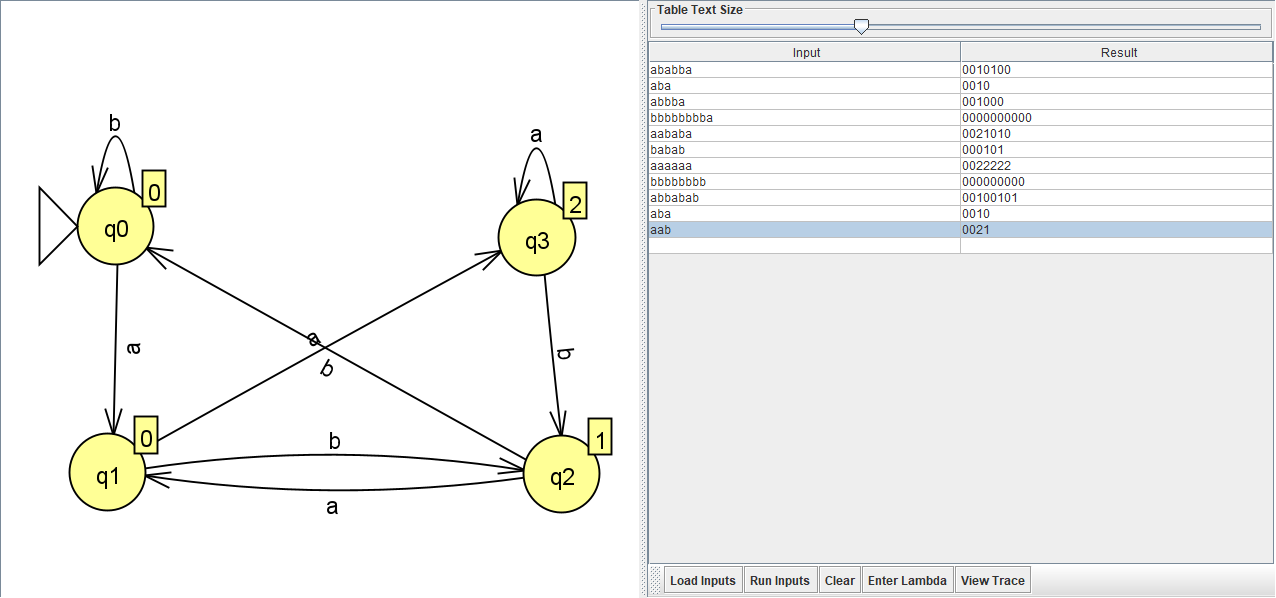 b
0
q0
a
2
q3
a
a
b
b
0
q1
b
a
1
q2
Table Text Size
Input Result
ababba 0010100
aba 0010
abbba 001000
bbbbbbbba 0000000000
aababa 0021010
babab 000101
aaaaaa 0022222
bbbbbbbb 000000000
abbabab 00100101
aba 0010
aab 0021
Load Inputs Run Inputs Clear Enter Lambda View Trace